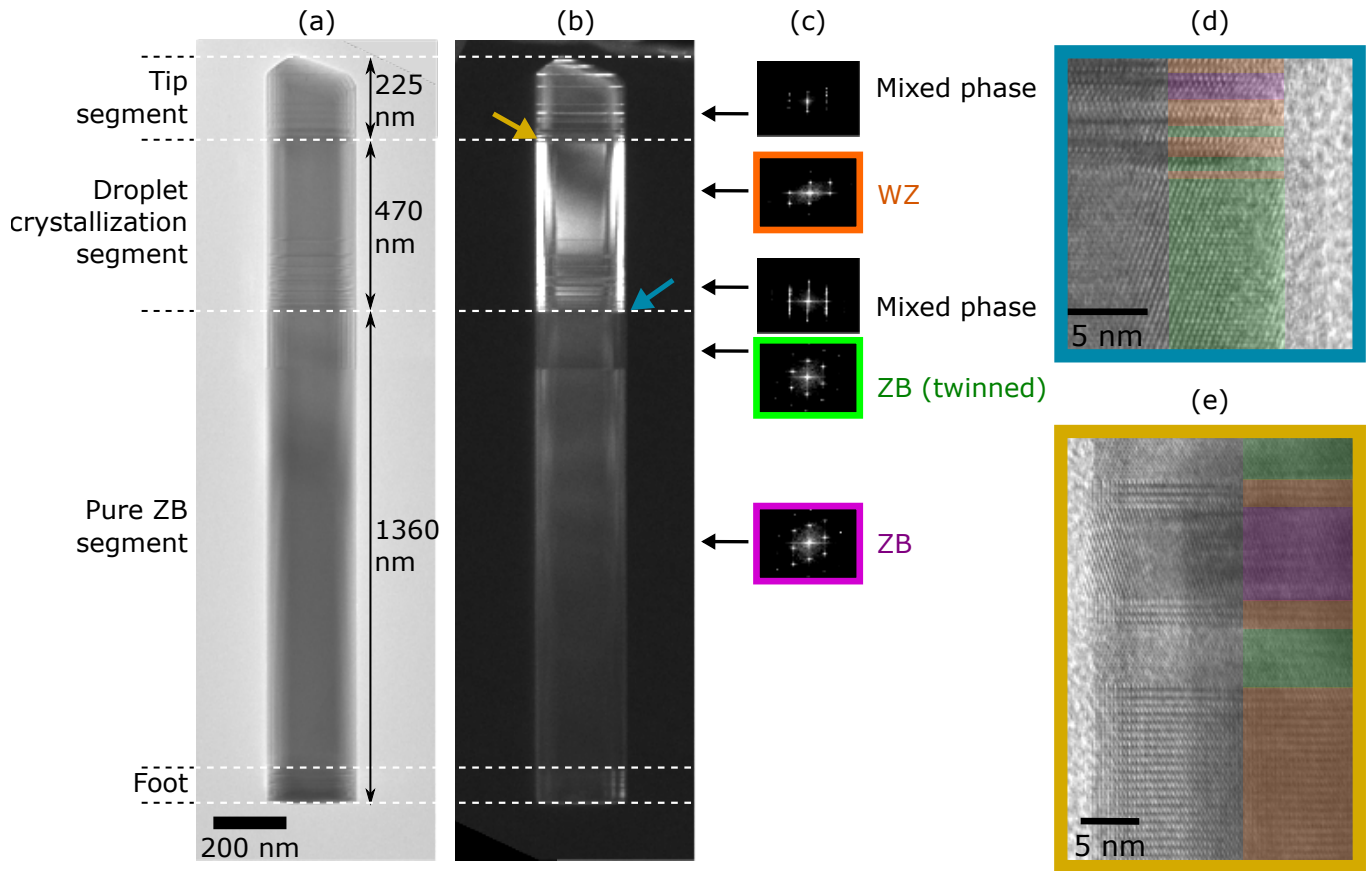 (a)
(b)
(c)
(d)
Tip
segment
225
nm
Mixed phase
Droplet
crystallization
segment
470
nm
WZ
Mixed phase
5 nm
ZB (twinned)
(e)
Pure ZB
segment
1360
nm
ZB
Foot
200 nm
5 nm